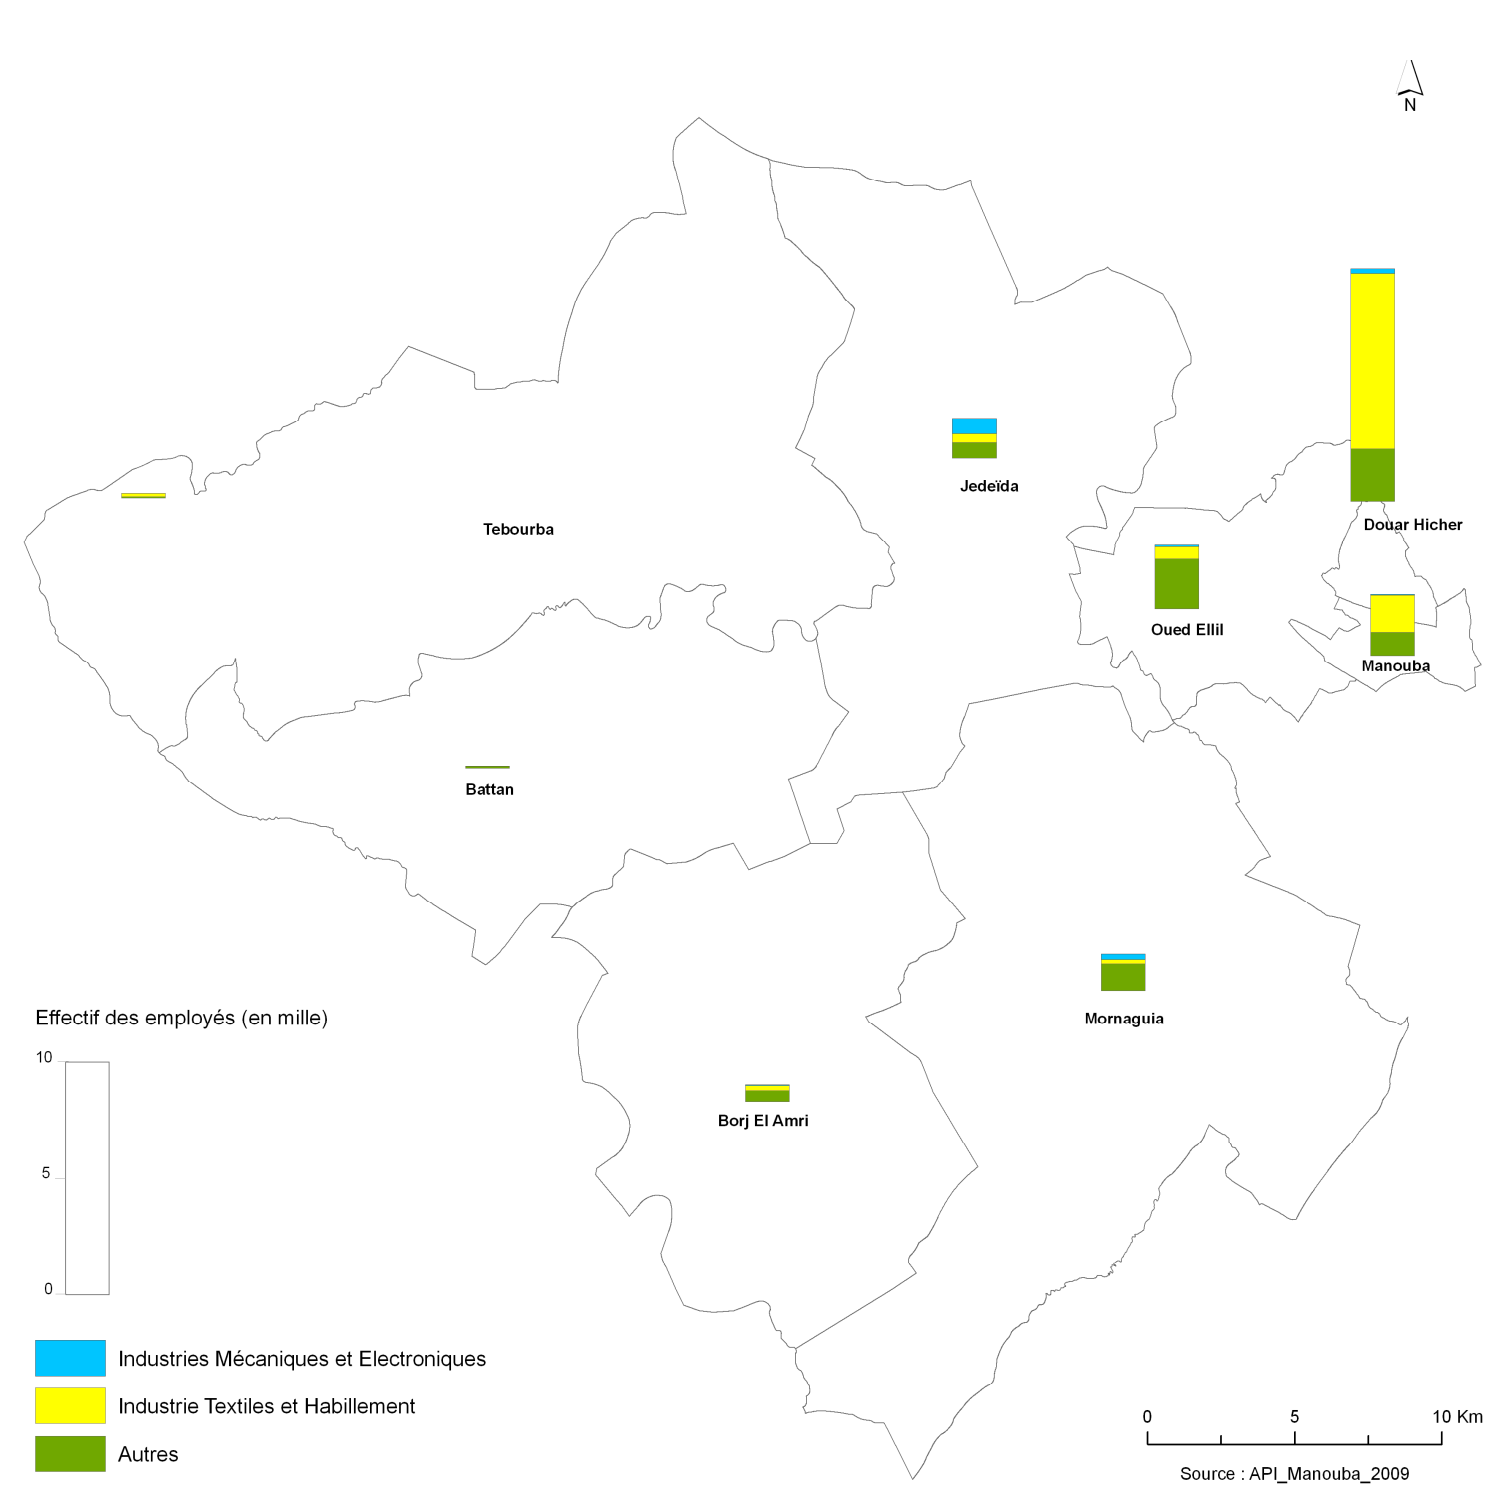 N
Jedeïda
Tebourba
Douar Hicher
Oued Ellil
Manouba
Battan
Mornaguia
Borj El Amri
Effectif des employés (en mille)
10
5
0
Industries Mécaniques et Electroniques
Industrie Textiles et Habillement
Autres
0 5 10 Km
Source : API_Manouba_2009